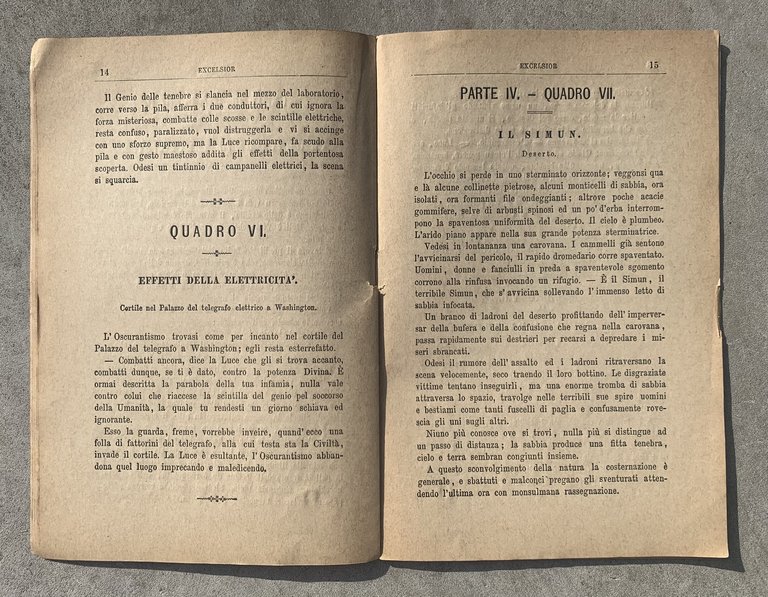 14
EXCELSIOR
Il Genio delle tenebre si slancia nel mezzo del laboratorio,
corre verso la pila, afferra i due conduttori, di cui ignora la
forza misteriosa, combatte colle scosse e le scintille elettriche,
resta confuso, paralizzato, vuol distruggerla e vi si accinge
con uno sforzo supremo, ma la Luce ricompare, fa scudo alla
pila e con gesto maestoso addita gli effetti della portentosa
scoperta. Odesi un tintinnio di campanelli elettrici, la scena
si squarcia.
QUADRO VI.
EFFETTI DELLA ELETTRICITA'.
Cortile nel Palazzo del telegrafo elettrico a Washington.
L'Oscurantismo trovasi come per incanto nel cortile del
Palazzo del telegrafo a Washington; egli resta esterrefatto.
— Combatti ancora, dice la Luce che gli si trova accanto,
combatti dunque, se ti è dato, contro la potenza Divina. È
ormai descritta la parabola della tua infamia, nulla vale
contro colui che riaccese la scintilla del genio pel soccorso
della Umanità, la quale tu rendesti un giorno schiava ed
ignorante.
Esso la guarda, freme, vorrebbe inveire, quand'ecco una
folla di fattorini del telegrafo, alla cui testa sta la Civiltà,
invade il cortile. La Luce è esultante, l'Oscurantismo abban-
dona quel luogo imprecando e maledicendo.
EXCELSIOR
15
PARTE IV. – QUADRO VII.
IL SIMUN.
Deserto.
L'occhio si perde in uno sterminato orizzonte; veggonsi qua
e là alcune collinette pietrose, alcuni monticelli di sabbia, ora
isolati, ora formanti file ondeggianti; altrove poche acacie
gommifere, selve di arbusti spinosi ed un po' d'erba interrom-
pono la spaventosa uniformità del deserto. Il cielo è plumbeo.
L'arido piano appare nella sua grande potenza sterminatrice.
Vedesi in lontananza una carovana. I cammelli già sentono
l'avvicinarsi del pericolo, il rapido dromedario corre spaventato.
Uomini, donne e fanciulli in preda a spaventevole sgomento
corrono alla rinfusa invocando un rifugio. — È il Simun, il
terribile Simun, che s'avvicina sollevando l'immenso letto di
sabbia infocata.
Un branco di ladroni del deserto profittando dell'imperver-
sar della bufera e della confusione che regna nella carovana,
passa rapidamente sui destrieri per recarsi a depredare i mi-
seri sbrancati.
Odesi il rumore dell'assalto ed i ladroni ritraversano la
scena velocemente, seco traendo il loro bottino. Le disgraziate
vittime tentano inseguirli, ma una enorme tromba di sabbia
attraversa lo spazio, travolge nelle terribili sue spire uomini
e bestiami come tanti fuscelli di paglia e confusamente rove-
scia gli uni sugli altri.
Niuno più conosce ove si trovi, nulla più si distingue ad
un passo di distanza; la sabbia produce una fitta tenebra,
cielo e terra sembran congiunti insieme.
A questo sconvolgimento della natura la costernazione è
generale, e sbattuti e malconci pregano gli sventurati atten-
dendo l'ultima ora con monsulmana rassegnazione.